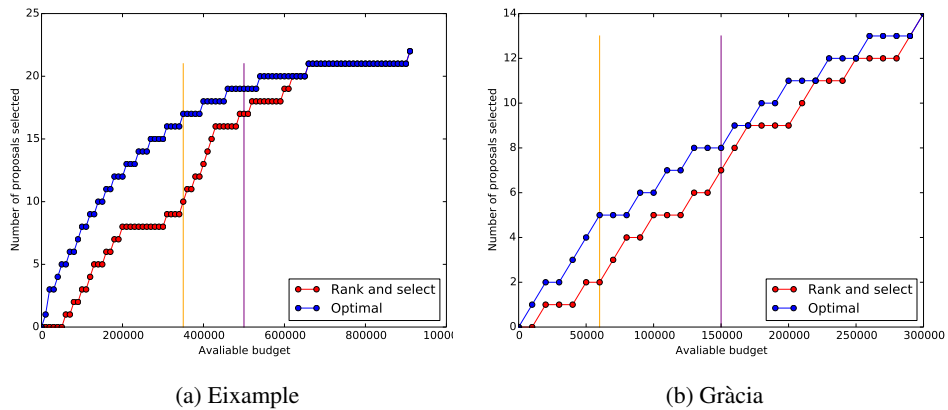 25
20
15
10
5
0
Number of proposals selected
0
200000
400000
600000
800000
10000
Avaliable budget
Rank and select
Optimal
(a) Eixample
14
12
10
8
6
4
2
0
Number of proposals selected
0
50000
100000
150000
200000
250000
300000
Avaliable budget
Rank and select
Optimal
(b) Gràcia